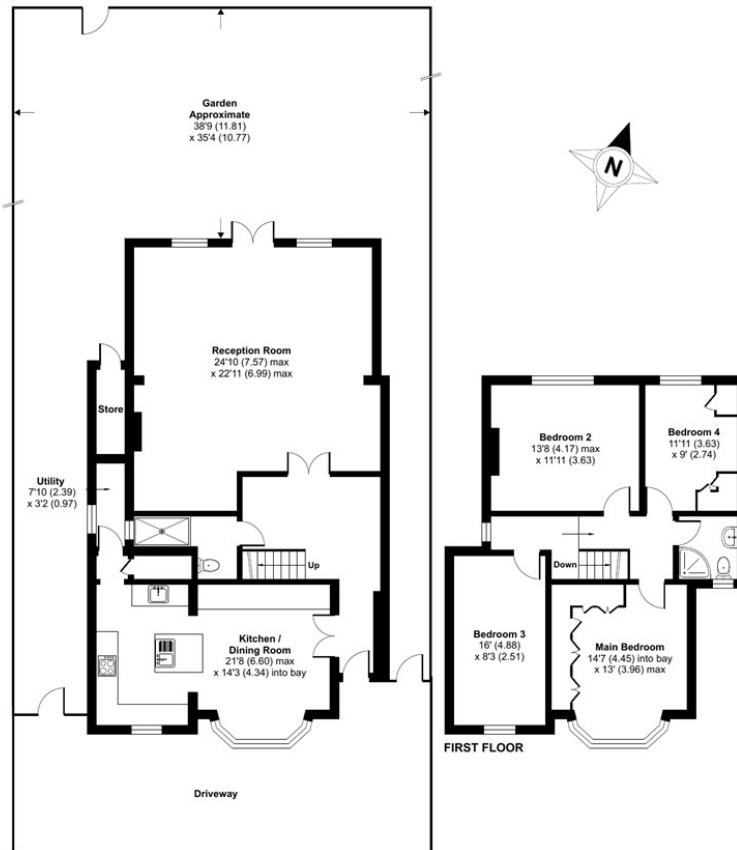 Garden
Approximate
38'9 (11.81)
x 35'4 (10.77)
N
Reception Room
24'10 (7.57) max
x 22'11 (6.99) max
Store
Utility
7'10 (2.39)
x 3'2 (0.97)
Up
Kitchen /
Dining Room
21'8 (6.60) max
x 14'3 (4.34) into bay
Driveway
Bedroom 2
13'8 (4.17) max
x 11'11 (3.63)
Bedroom 4
11'11 (3.63)
x 9' (2.74)
Down
Bedroom 3
16' (4.88)
x 8'3 (2.51)
Main Bedroom
14'7 (4.45) into bay
x 13' (3.96) max
FIRST FLOOR